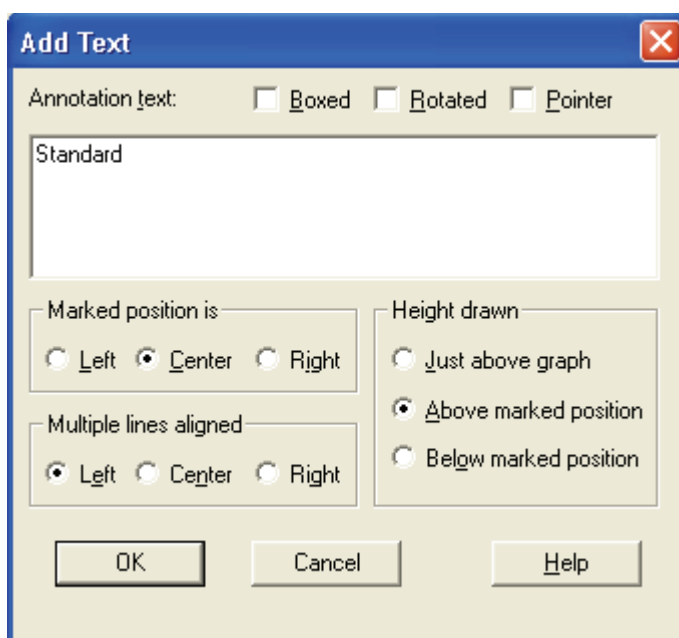 Add Text
Annotation text: Boxed Rotated Pointer
Standard
Marked position is
Left Center Right
Multiple lines aligned
Left Center Right
Height drawn
Just above graph
Above marked position
Below marked position
OK Cancel Help